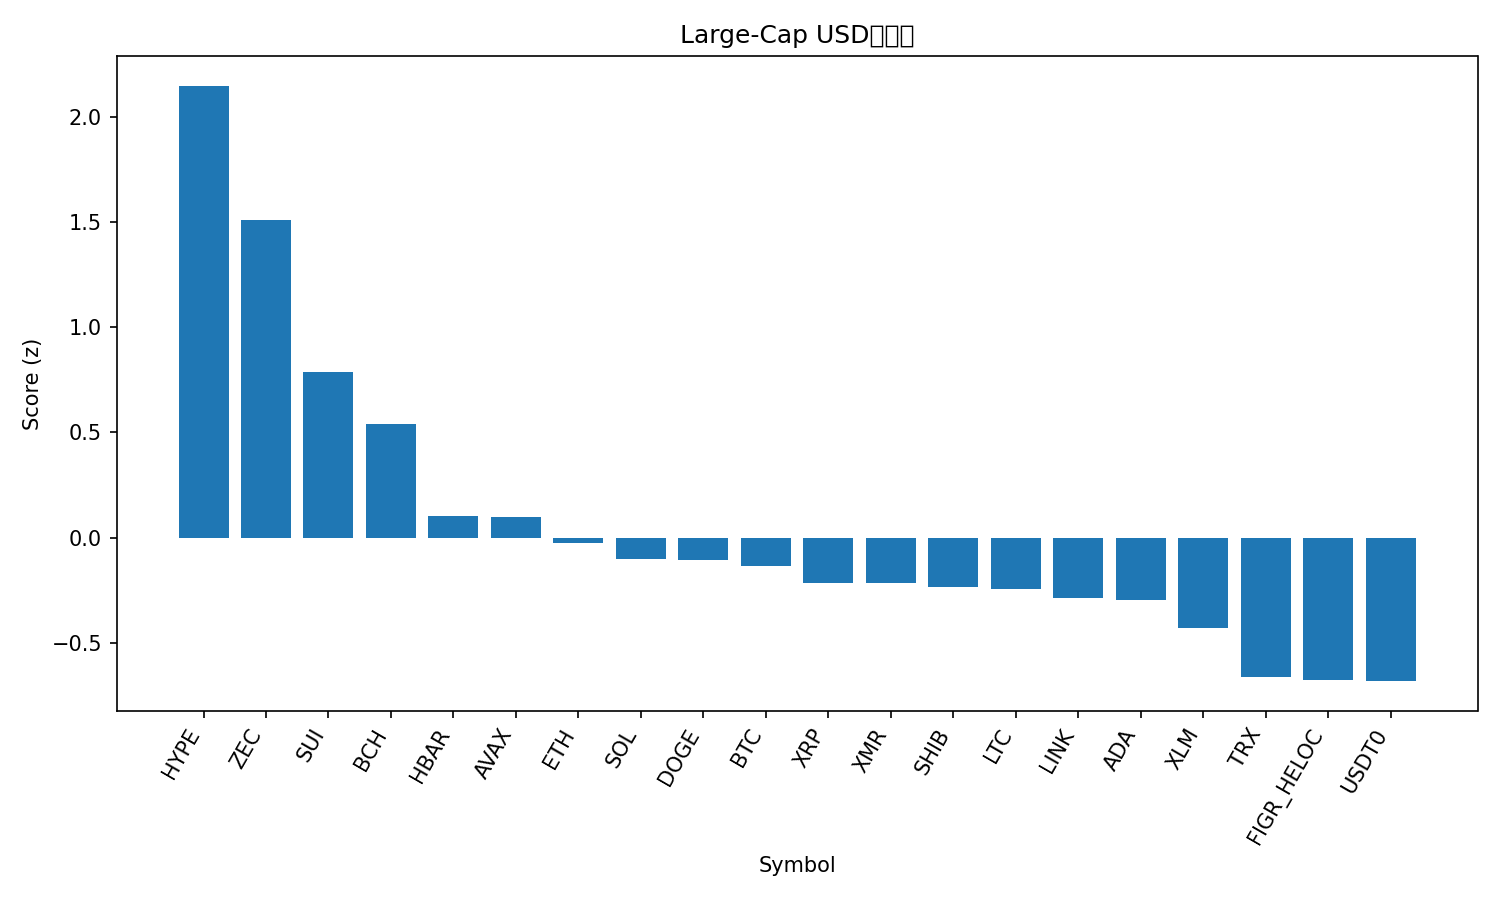 Large-Cap USD
Score (z)
2.0
1.5
1.0
0.5
0.0
−0.5
HYPE
ZEC
SUI
BCH
HBAR
AVAX
ETH
SOL
DOGE
BTC
XRP
XMR
SHIB
LTC
LINK
ADA
XLM
TRX
FIGR_HELOC
USDT0
Symbol